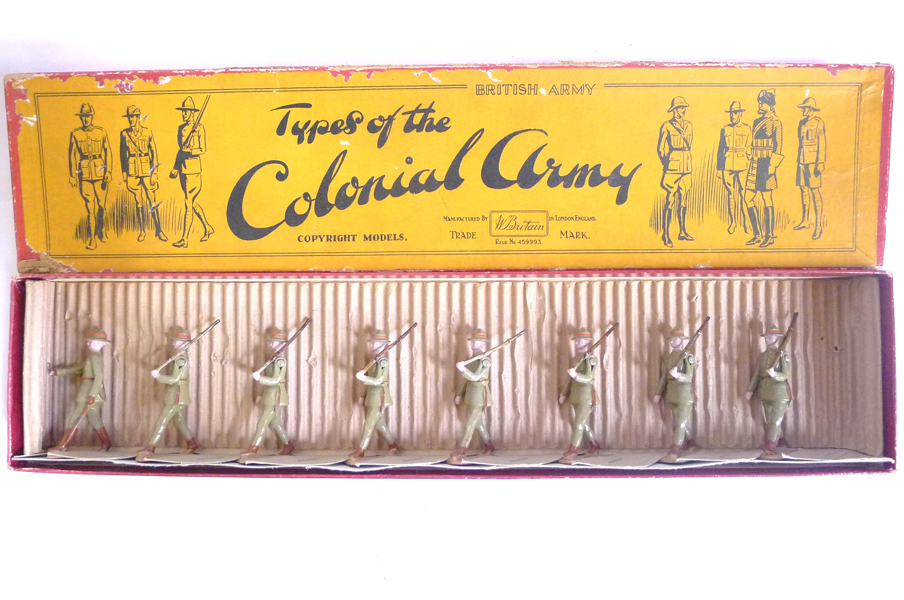 BRITISH ARMY
Types of the
Colonial Army
COPYRIGHT MODELS.
MANUFACTURED BY W. Britain IN LONDON ENGLAND.
TRADE MARK.
REGD NO 459993.